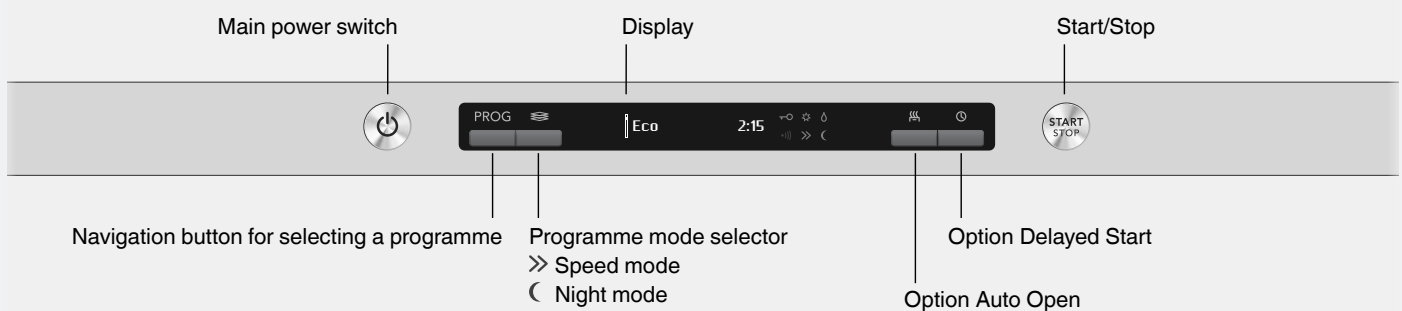 Main power switch
Display
Start/Stop
PROG
Eco
2:15
START
STOP
Navigation button for selecting a programme
Programme mode selector
Speed mode
Night mode
Option Delayed Start
Option Auto Open